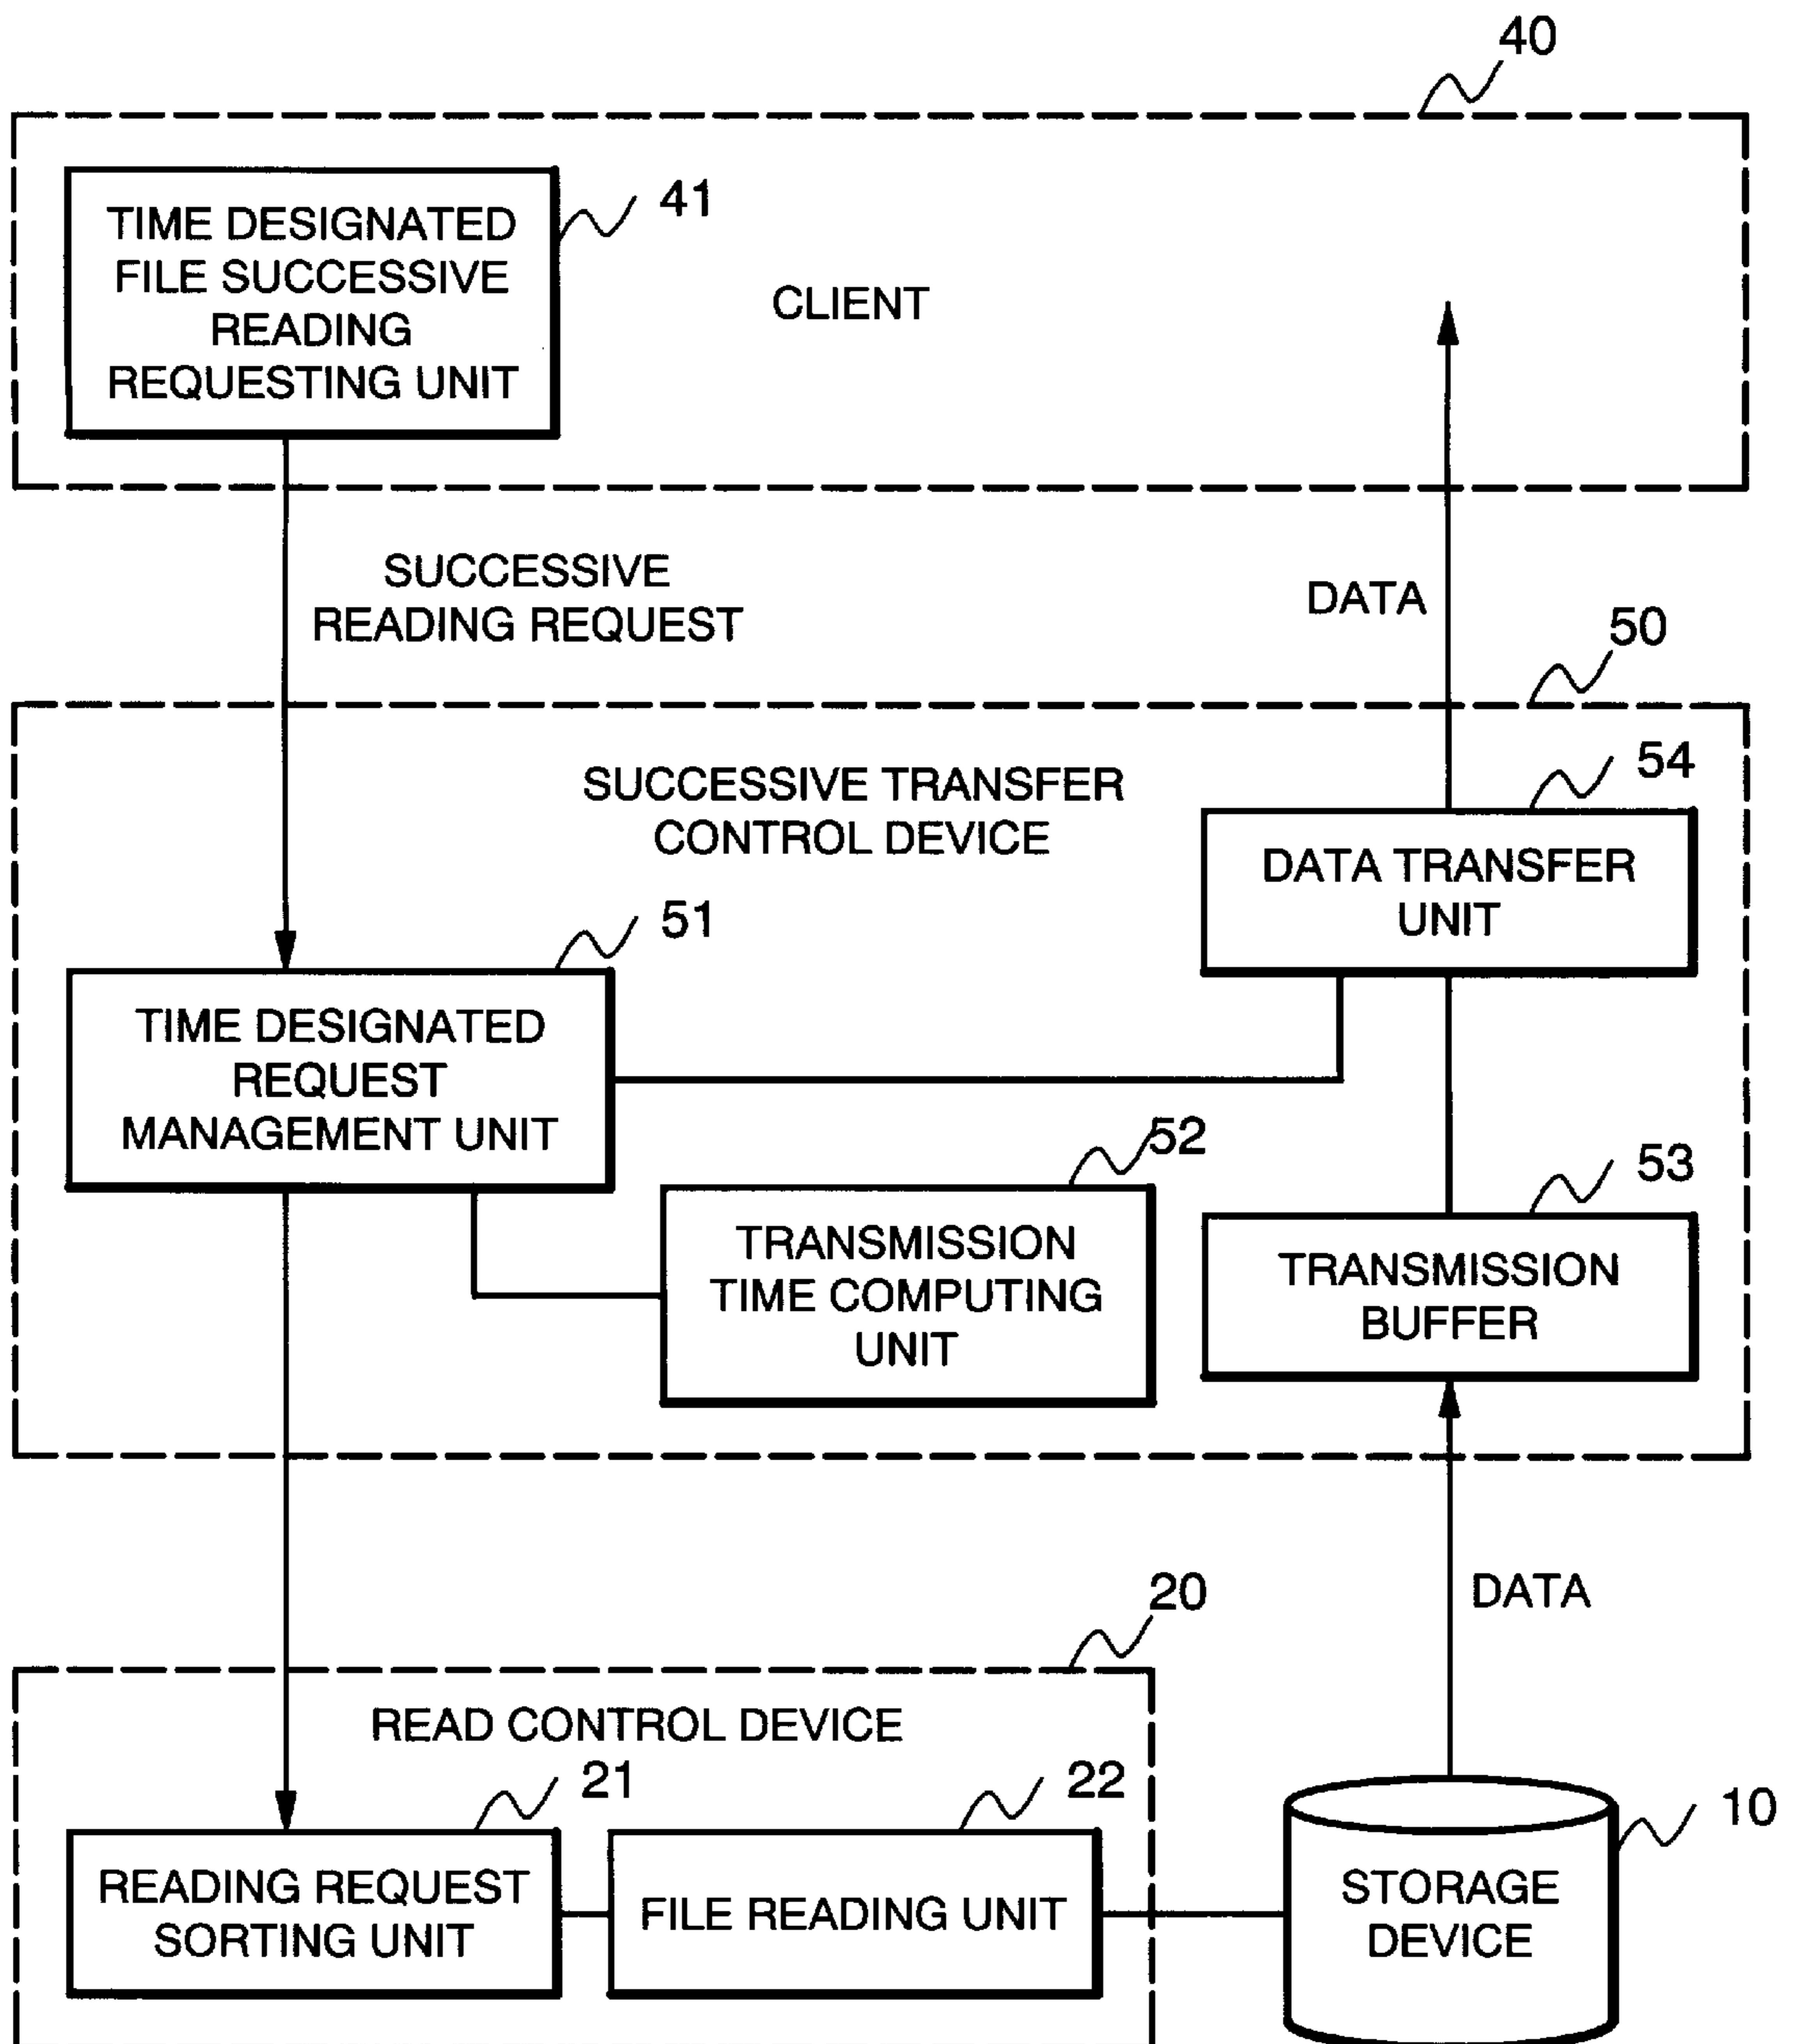 40
TIME DESIGNATED
FILE SUCCESSIVE
READING
REQUESTING UNIT
41
CLIENT
SUCCESSIVE
READING REQUEST
DATA
50
SUCCESSIVE TRANSFER
CONTROL DEVICE
54
DATA TRANSFER
UNIT
51
TIME DESIGNATED
REQUEST
MANAGEMENT UNIT
52
TRANSMISSION
TIME COMPUTING
UNIT
53
TRANSMISSION
BUFFER
DATA
20
READ CONTROL DEVICE
21
22
10
READING REQUEST
SORTING UNIT
FILE READING UNIT
STORAGE
DEVICE